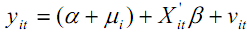 y_{it} = (α + μ_i) + X'_{it} β + v_{it}